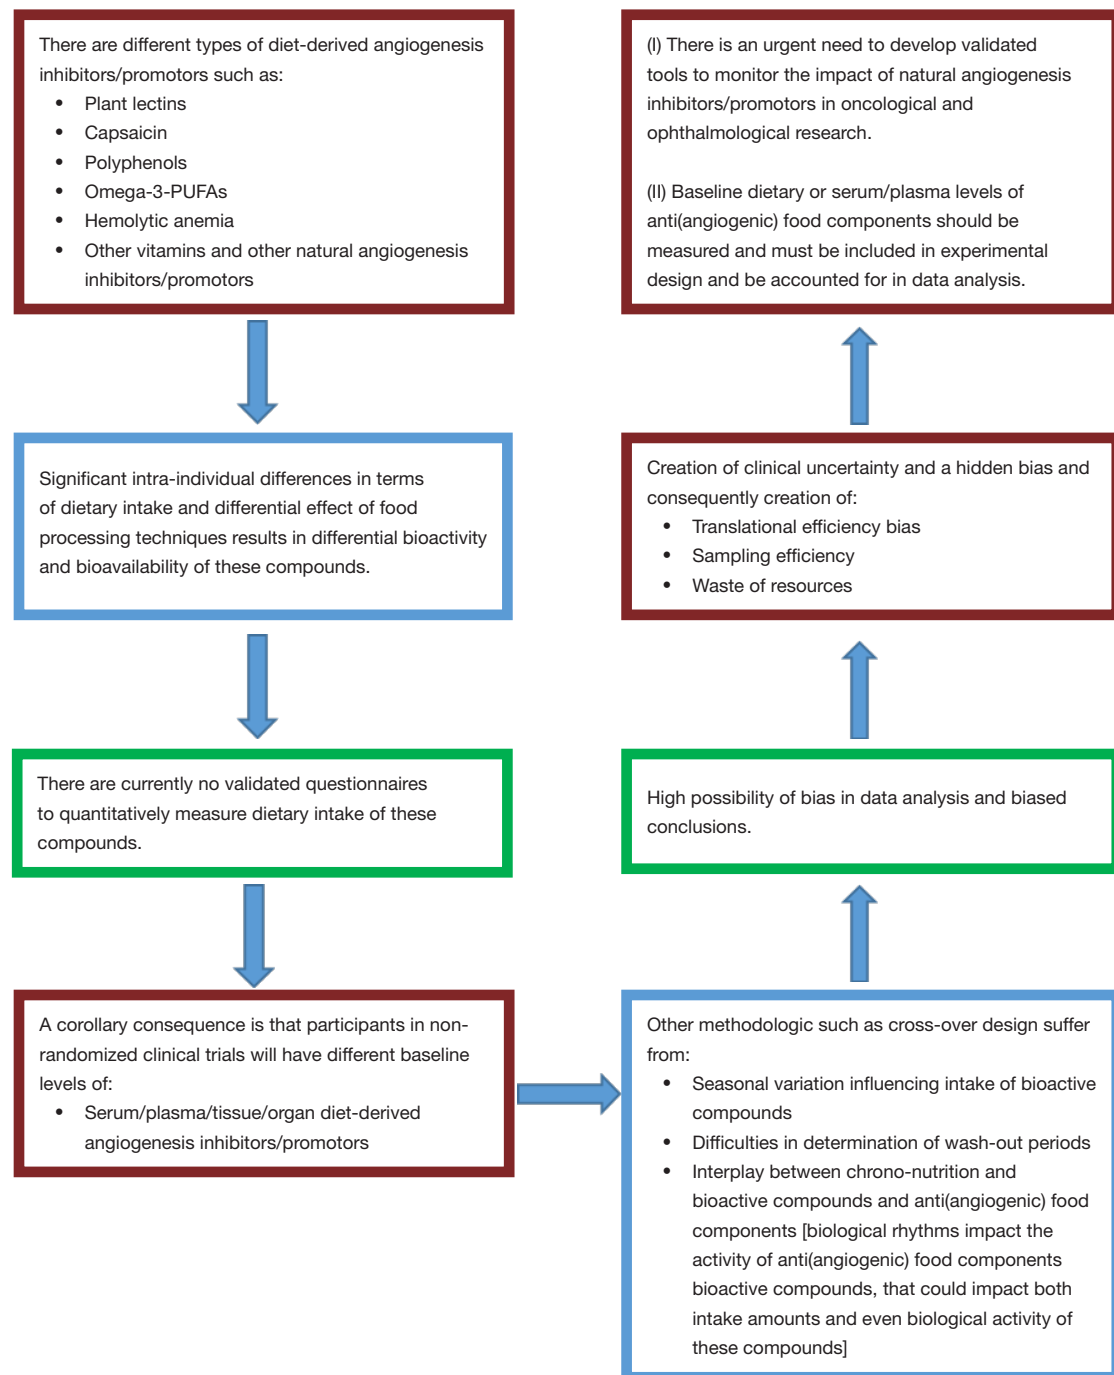 There are different types of diet-derived angiogenesis
inhibitors/promotors such as:
• Plant lectins
• Capsaicin
• Polyphenols
• Omega-3-PUFAs
• Hemolytic anemia
• Other vitamins and other natural angiogenesis
inhibitors/promotors
Significant intra-individual differences in terms
of dietary intake and differential effect of food
processing techniques results in differential bioactivity
and bioavailability of these compounds.
There are currently no validated questionnaires
to quantitatively measure dietary intake of these
compounds.
A corollary consequence is that participants in non-
randomized clinical trials will have different baseline
levels of:
• Serum/plasma/tissue/organ diet-derived
angiogenesis inhibitors/promotors
Other methodologic such as cross-over design suffer
from:
• Seasonal variation influencing intake of bioactive
compounds
• Difficulties in determination of wash-out periods
• Interplay between chrono-nutrition and
bioactive compounds and anti(angiogenic) food
components [biological rhythms impact the
activity of anti(angiogenic) food components
bioactive compounds, that could impact both
intake amounts and even biological activity of
these compounds]
High possibility of bias in data analysis and biased
conclusions.
Creation of clinical uncertainty and a hidden bias and
consequently creation of:
• Translational efficiency bias
• Sampling efficiency
• Waste of resources
(I) There is an urgent need to develop validated
tools to monitor the impact of natural angiogenesis
inhibitors/promotors in oncological and
ophthalmological research.
(II) Baseline dietary or serum/plasma levels of
anti(angiogenic) food components should be
measured and must be included in experimental
design and be accounted for in data analysis.